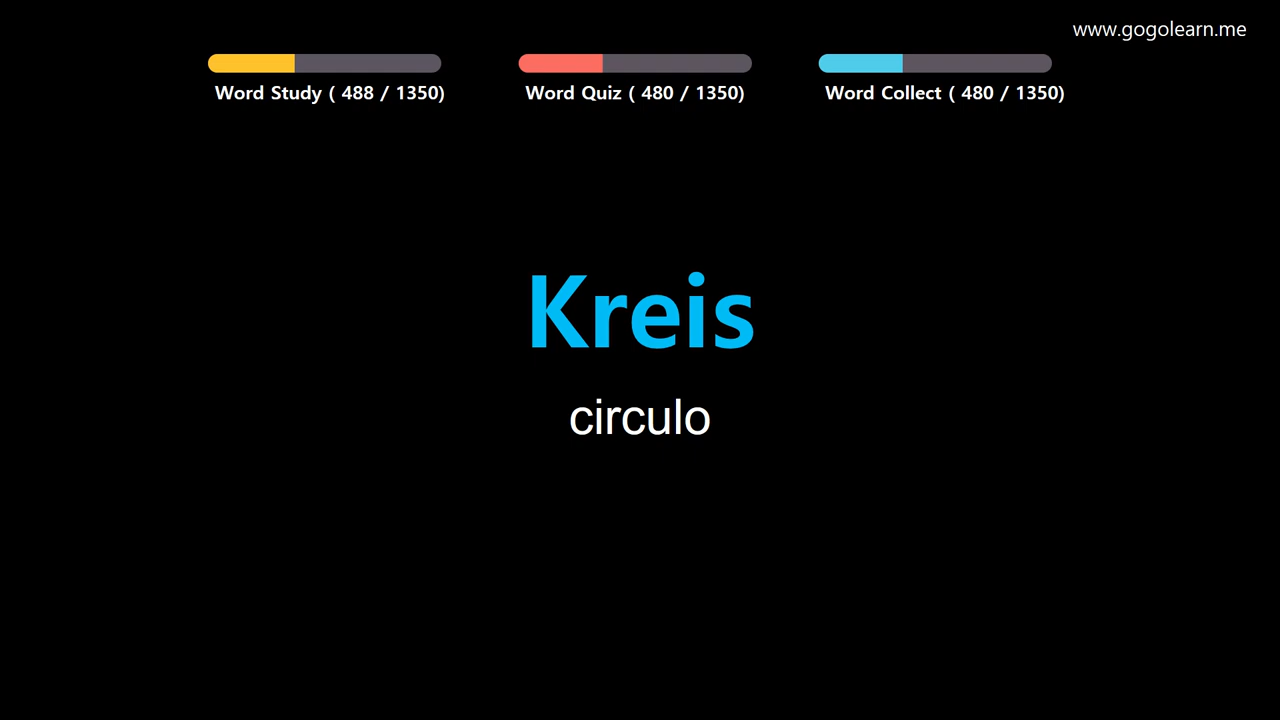 www.gogolearn.me
Word Study ( 488 / 1350)
Word Quiz ( 480 / 1350)
Word Collect ( 480 / 1350)
Kreis
circulo